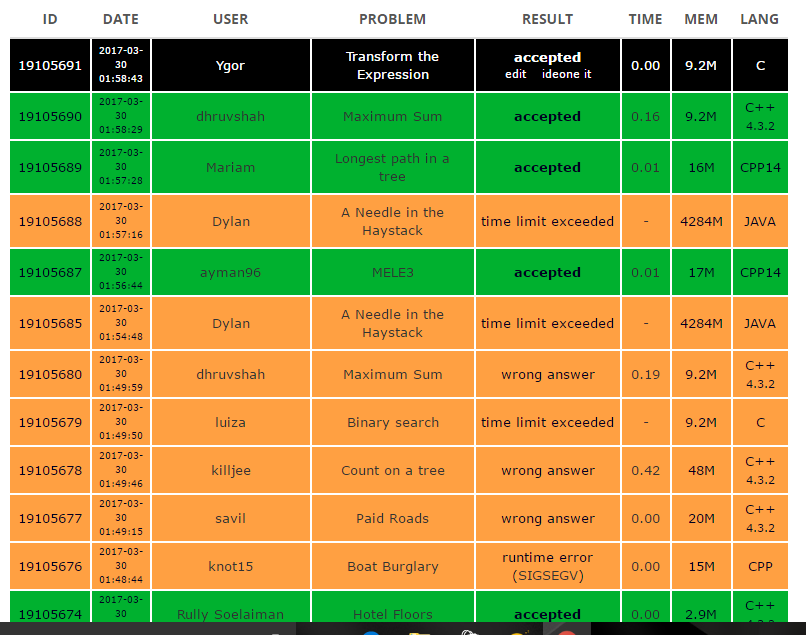 ID DATE USER PROBLEM RESULT TIME MEM LANG
19105691 2017-03-30 01:58:43 Ygor Transform the Expression accepted edit ideone it 0.00 9.2M C
19105690 2017-03-30 01:58:29 dhruvshah Maximum Sum accepted 0.16 9.2M C++ 4.3.2
19105689 2017-03-30 01:57:28 Mariam Longest path in a tree accepted 0.01 16M CPP14
19105688 2017-03-30 01:57:16 Dylan A Needle in the Haystack time limit exceeded - 4284M JAVA
19105687 2017-03-30 01:56:44 ayman96 MELE3 accepted 0.01 17M CPP14
19105685 2017-03-30 01:54:48 Dylan A Needle in the Haystack time limit exceeded - 4284M JAVA
19105680 2017-03-30 01:49:59 dhruvshah Maximum Sum wrong answer 0.19 9.2M C++ 4.3.2
19105679 2017-03-30 01:49:50 luiza Binary search time limit exceeded - 9.2M C
19105678 2017-03-30 01:49:46 killjee Count on a tree wrong answer 0.42 48M C++ 4.3.2
19105677 2017-03-30 01:49:15 savil Paid Roads wrong answer 0.00 20M C++ 4.3.2
19105676 2017-03-30 01:48:44 knot15 Boat Burglary runtime error (SIGSEGV) 0.00 15M CPP
19105674 2017-03-30 Rully Soelaiman Hotel Floors accepted 0.00 2.9M C++